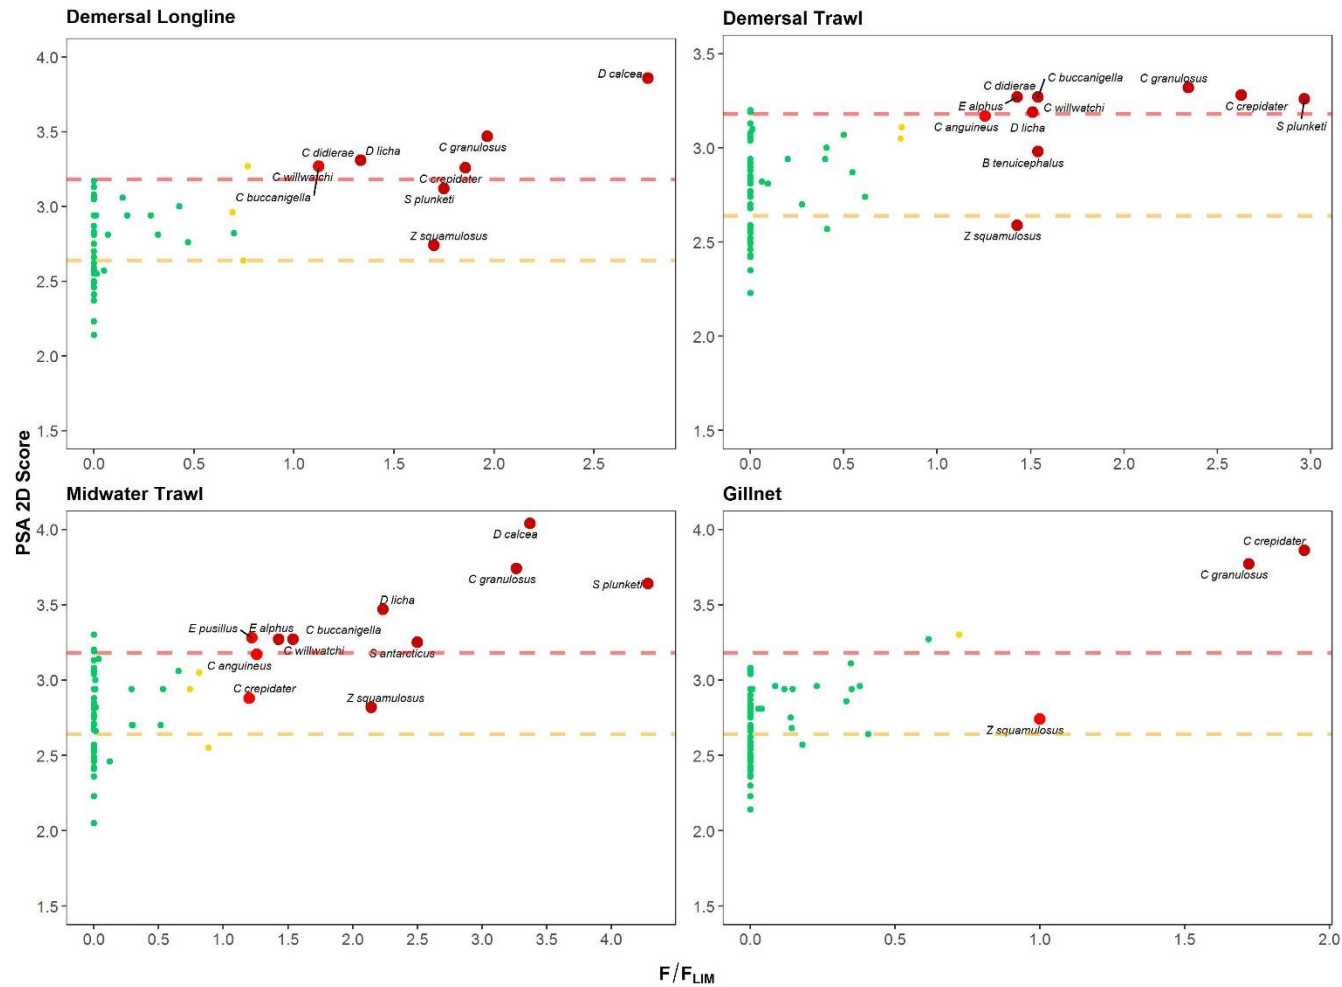 Demersal Longline
4.0
3.5
3.0
2.5
2.0
1.5
D calcea
C granulosus
C didierae
D licha
C willwatchi
C crepidater
C buccanigella
S plunketi
Z squamulosus
0.0 0.5 1.0 1.5 2.0 2.5
Demersal Trawl
3.5
3.0
2.5
2.0
1.5
C buccanigella
C granulosus
C didierae
E alphus
C willwatchi
C crepidater
C anguineus
D licha
S plunketi
B tenuicephalus
Z squamulosus
0.0 0.5 1.0 1.5 2.0 2.5 3.0
Midwater Trawl
4.0
3.5
3.0
2.5
2.0
1.5
D calcea
C granulosus
S plunketi
D licha
E pusillus
E alphus
C buccanigella
C willwatchi
S antarcticus
C anguineus
C crepidater
Z squamulosus
0.0 0.5 1.0 1.5 2.0 2.5 3.0 3.5 4.0
Gillnet
4.0
3.5
3.0
2.5
2.0
1.5
C crepidater
C granulosus
Z squamulosus
0.0 0.5 1.0 1.5 2.0
PSA 2D Score
F/FLIM